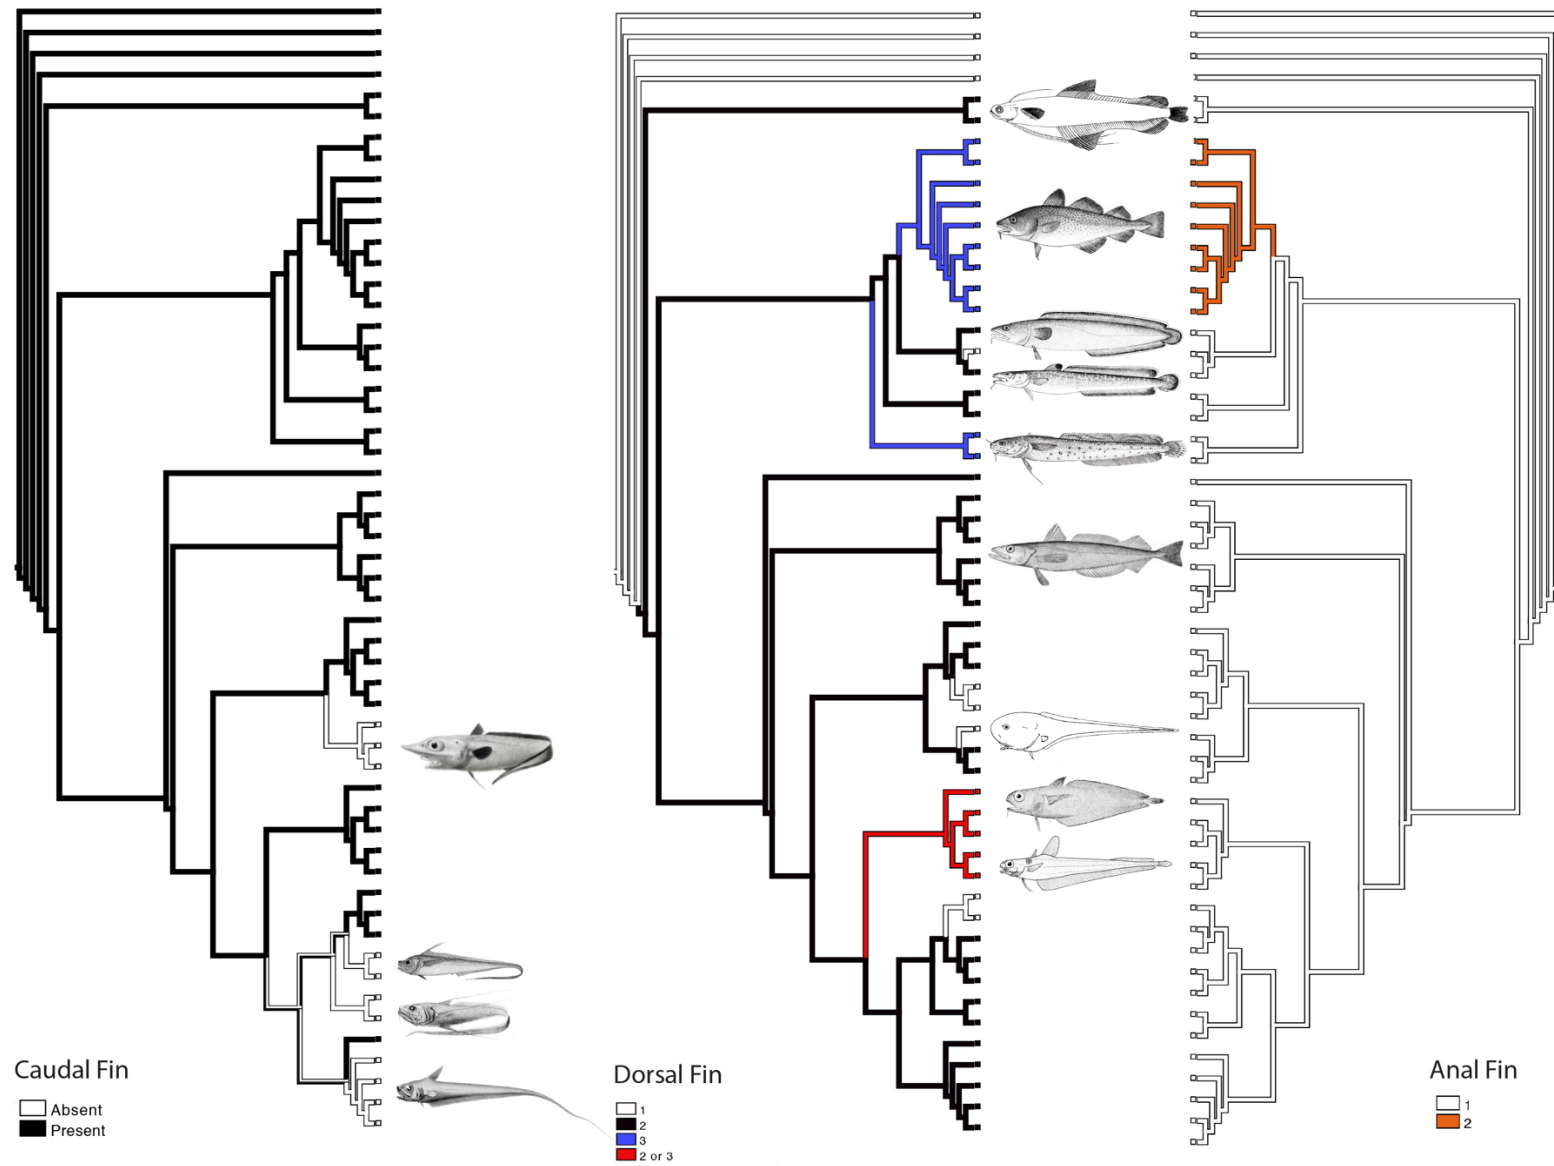 Caudal Fin
Absent
Present
Dorsal Fin
1
2
3
2 or 3
Anal Fin
1
2